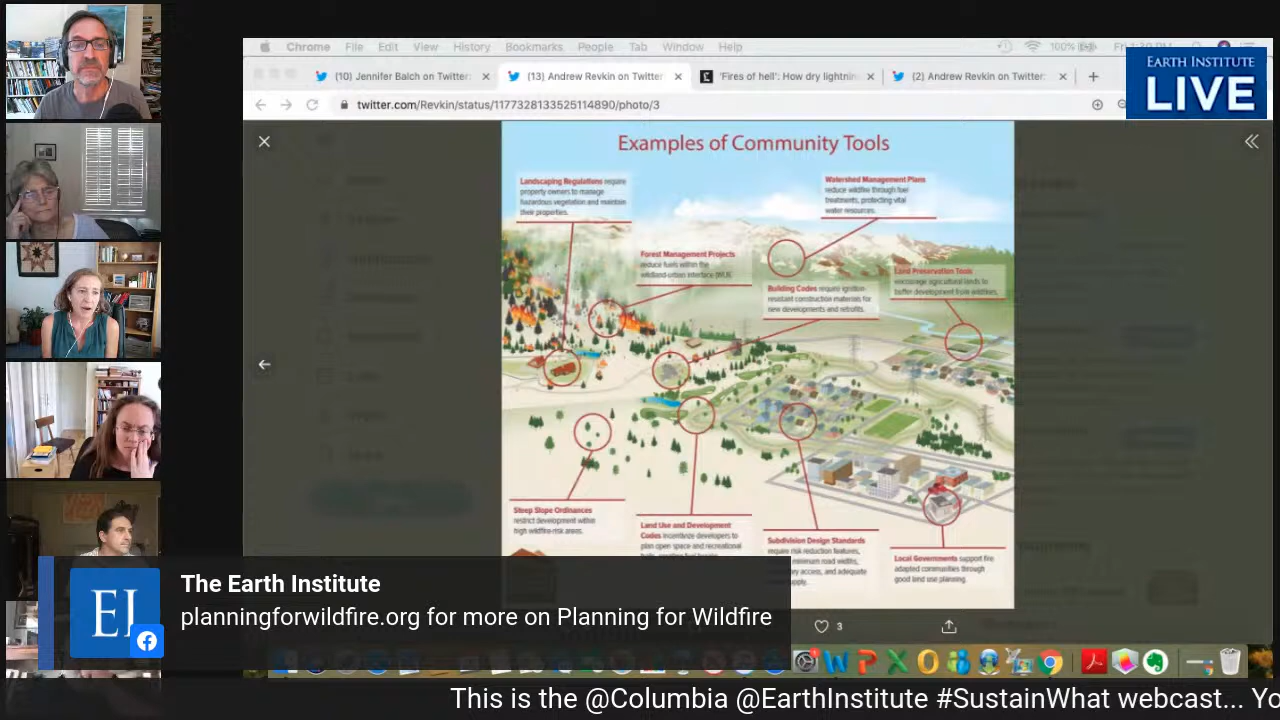 Chrome File Edit View History Bookmarks People Tab Window Help
100%
(10) Jennifer Balch on Twitter:
(13) Andrew Revkin on Twitter
'Fires of hell': How dry lightnin
(2) Andrew Revkin on Twitter:
EARTH INSTITUTE
LIVE
twitter.com/Revkin/status/1177328133525114890/photo/3
Examples of Community Tools
Landscaping Regulations require
property owners to manage
hazardous vegetation and maintain
their properties.
Watershed Management Plans
reduce wildfire through fuel
treatments, protecting vital
water resources.
Forest Management Projects
reduce fuels within the
wildland-urban interface (WUI).
Building Codes require ignition-
resistant construction materials for
new developments and retrofits.
Land Preservation Tools
encourage agricultural lands to
buffer development from wildfires.
Steep Slope Ordinances
restrict development within
high wildfire-risk areas.
Land Use and Development
Codes incentivize developers to
plan open space and recreational
Subdivision Design Standards
require risk reduction features,
minimum road widths,
access, and adequate
Local Governments support fire
adapted communities through
good land use planning.
3
EI
The Earth Institute
planningforwildfire.org for more on Planning for Wildfire
This is the @Columbia @EarthInstitute #SustainWhat webcast... Yo